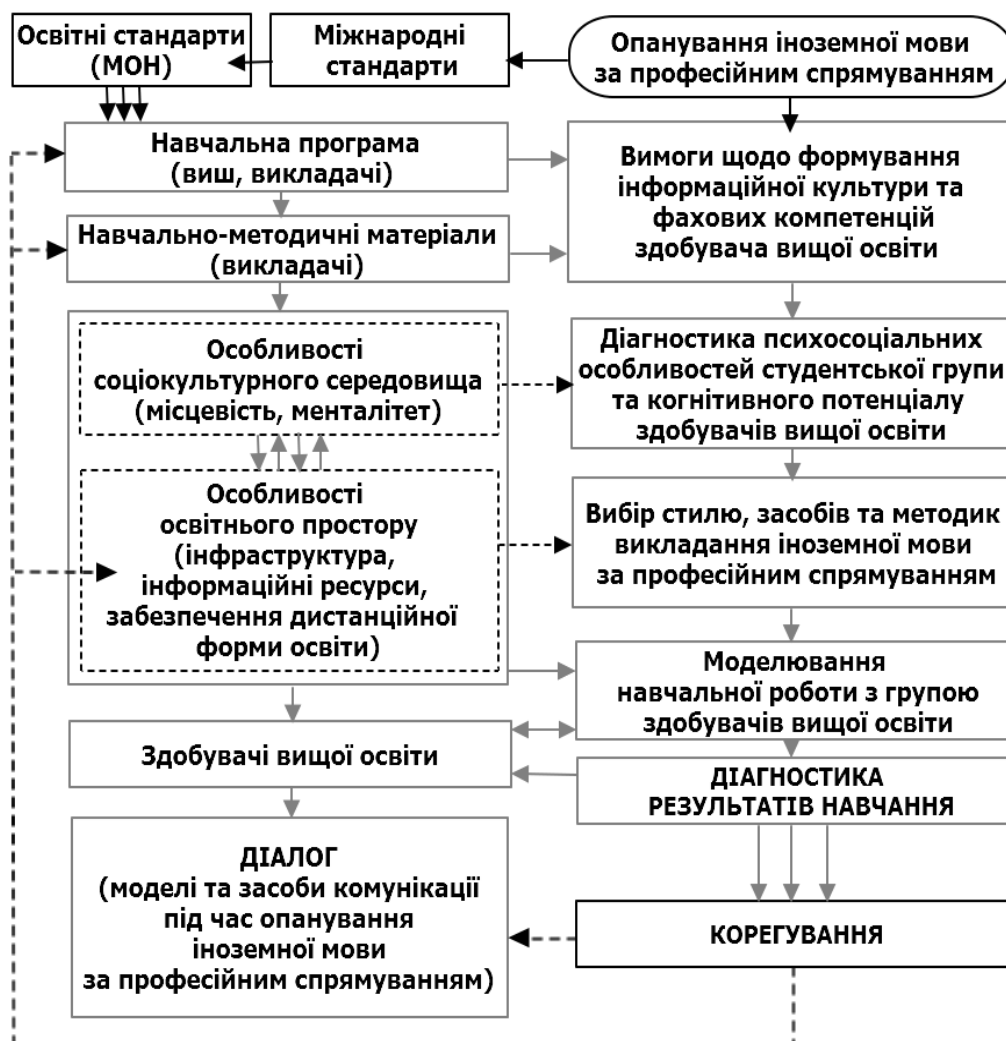 Освітні стандарти
(МОН)
Міжнародні
стандарти
Опанування іноземної мови
за професійним спрямуванням
Навчальна програма
(виш, викладачі)
Вимоги щодо формування
інформаційної культури та
фахових компетенцій
здобувача вищої освіти
Навчально-методичні матеріали
(викладачі)
Особливості
соціокультурного середовища
(місцевість, менталітет)
Діагностика психосоціальних
особливостей студентської групи
та когнітивного потенціалу
здобувачів вищої освіти
Особливості
освітнього простору
(інфраструктура,
інформаційні ресурси,
забезпечення дистанційної
форми освіти)
Вибір стилю, засобів та методик
викладання іноземної мови
за професійним спрямуванням
Моделювання
навчальної роботи з групою
здобувачів вищої освіти
Здобувачі вищої освіти
ДІАГНОСТИКА
РЕЗУЛЬТАТІВ НАВЧАННЯ
ДІАЛОГ
(моделі та засоби комунікації
під час опанування
іноземної мови
за професійним спрямуванням)
КОРЕГУВАННЯ